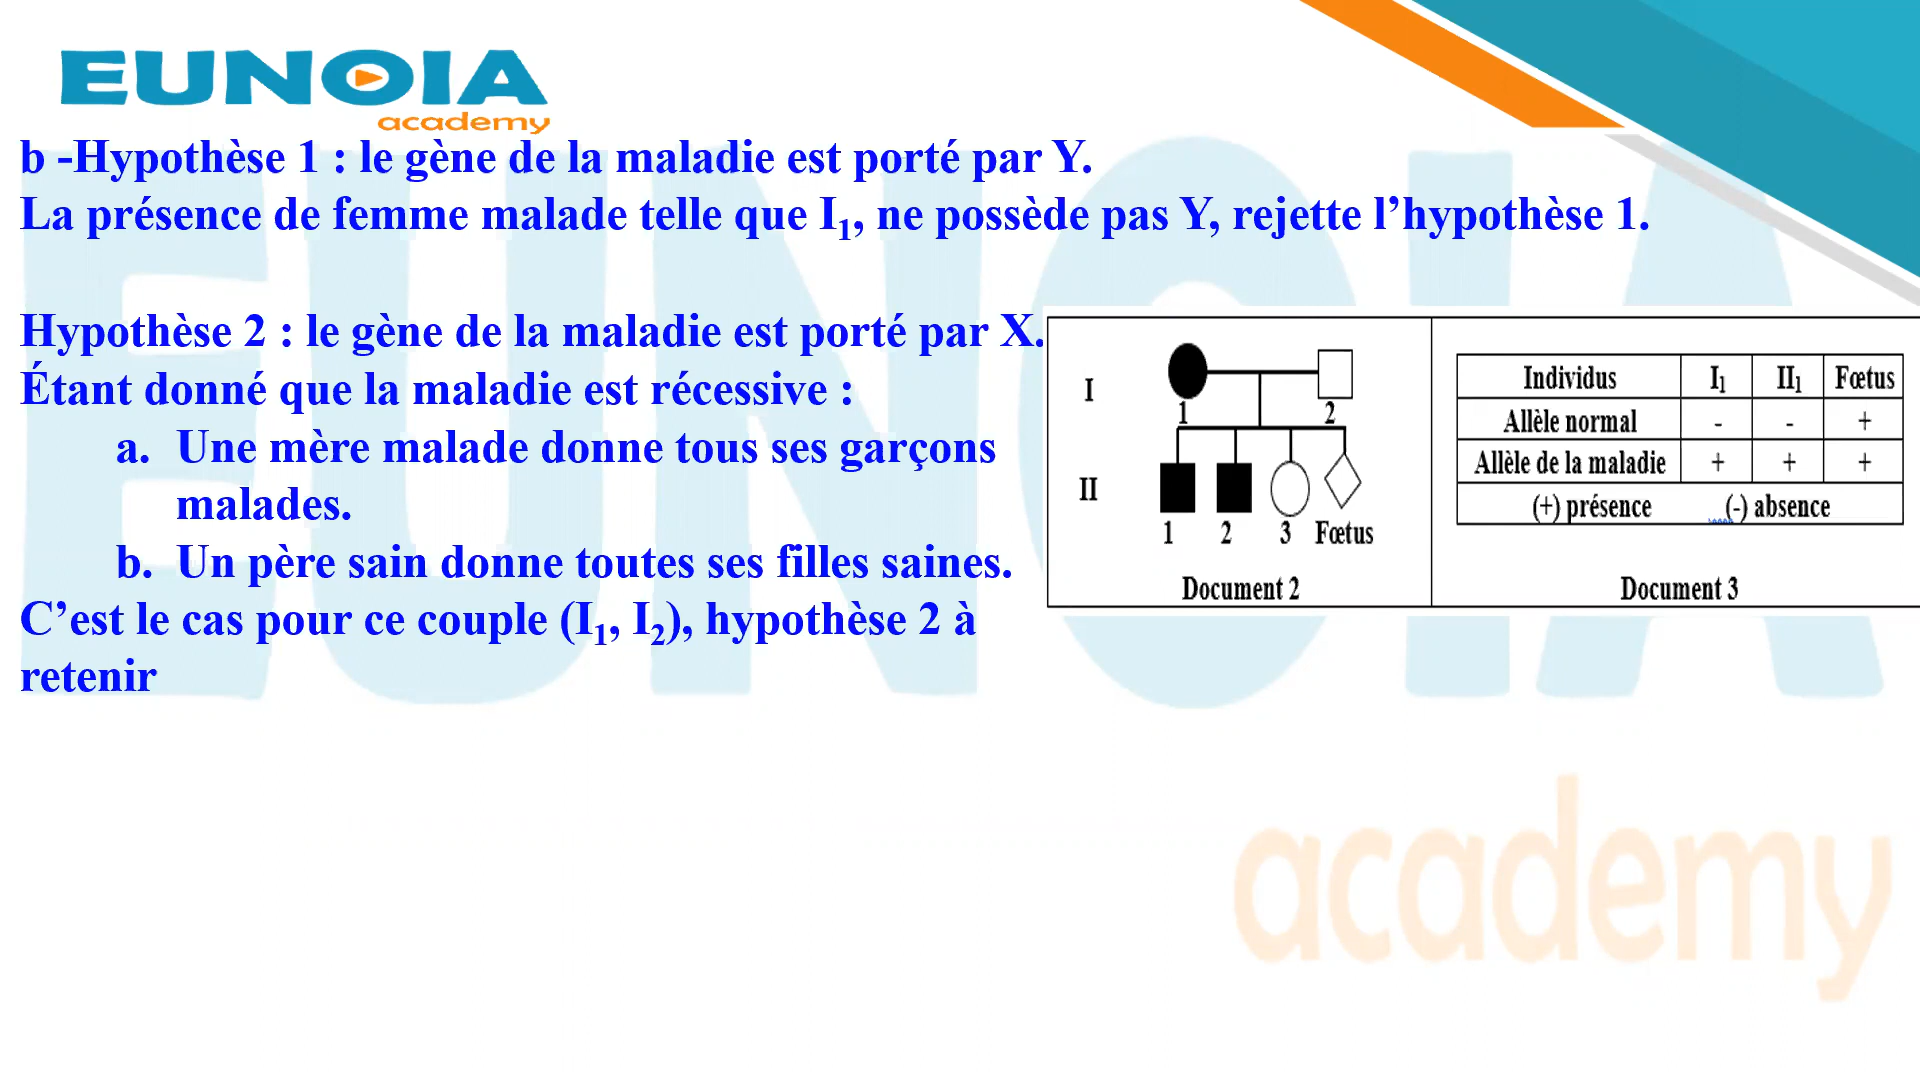 EUNOIA
academy
b -Hypothèse 1 : le gène de la maladie est porté par Y.
La présence de femme malade telle que I1, ne possède pas Y, rejette l’hypothèse 1.
Hypothèse 2 : le gène de la maladie est porté par X.
Étant donné que la maladie est récessive :
a. Une mère malade donne tous ses garçons
malades.
b. Un père sain donne toutes ses filles saines.
C’est le cas pour ce couple (I1, I2), hypothèse 2 à
retenir
I
1 2
II
1 2 3 Fœtus
Document 2
Individus I1 II1 Fœtus
Allèle normal - - +
Allèle de la maladie + + +
(+) présence (-) absence
Document 3
EUNOIA
academy